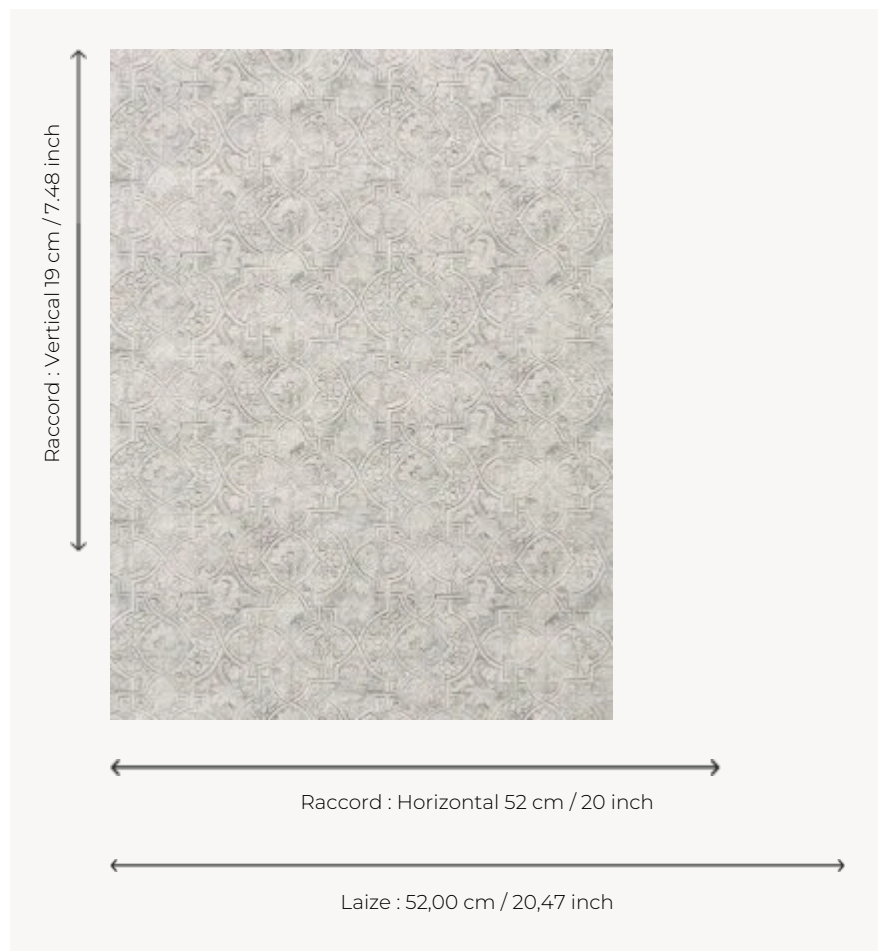 Raccord : Vertical 19 cm / 7.48 inch
Raccord : Horizontal 52 cm / 20 inch
Laize : 52,00 cm / 20,47 inch